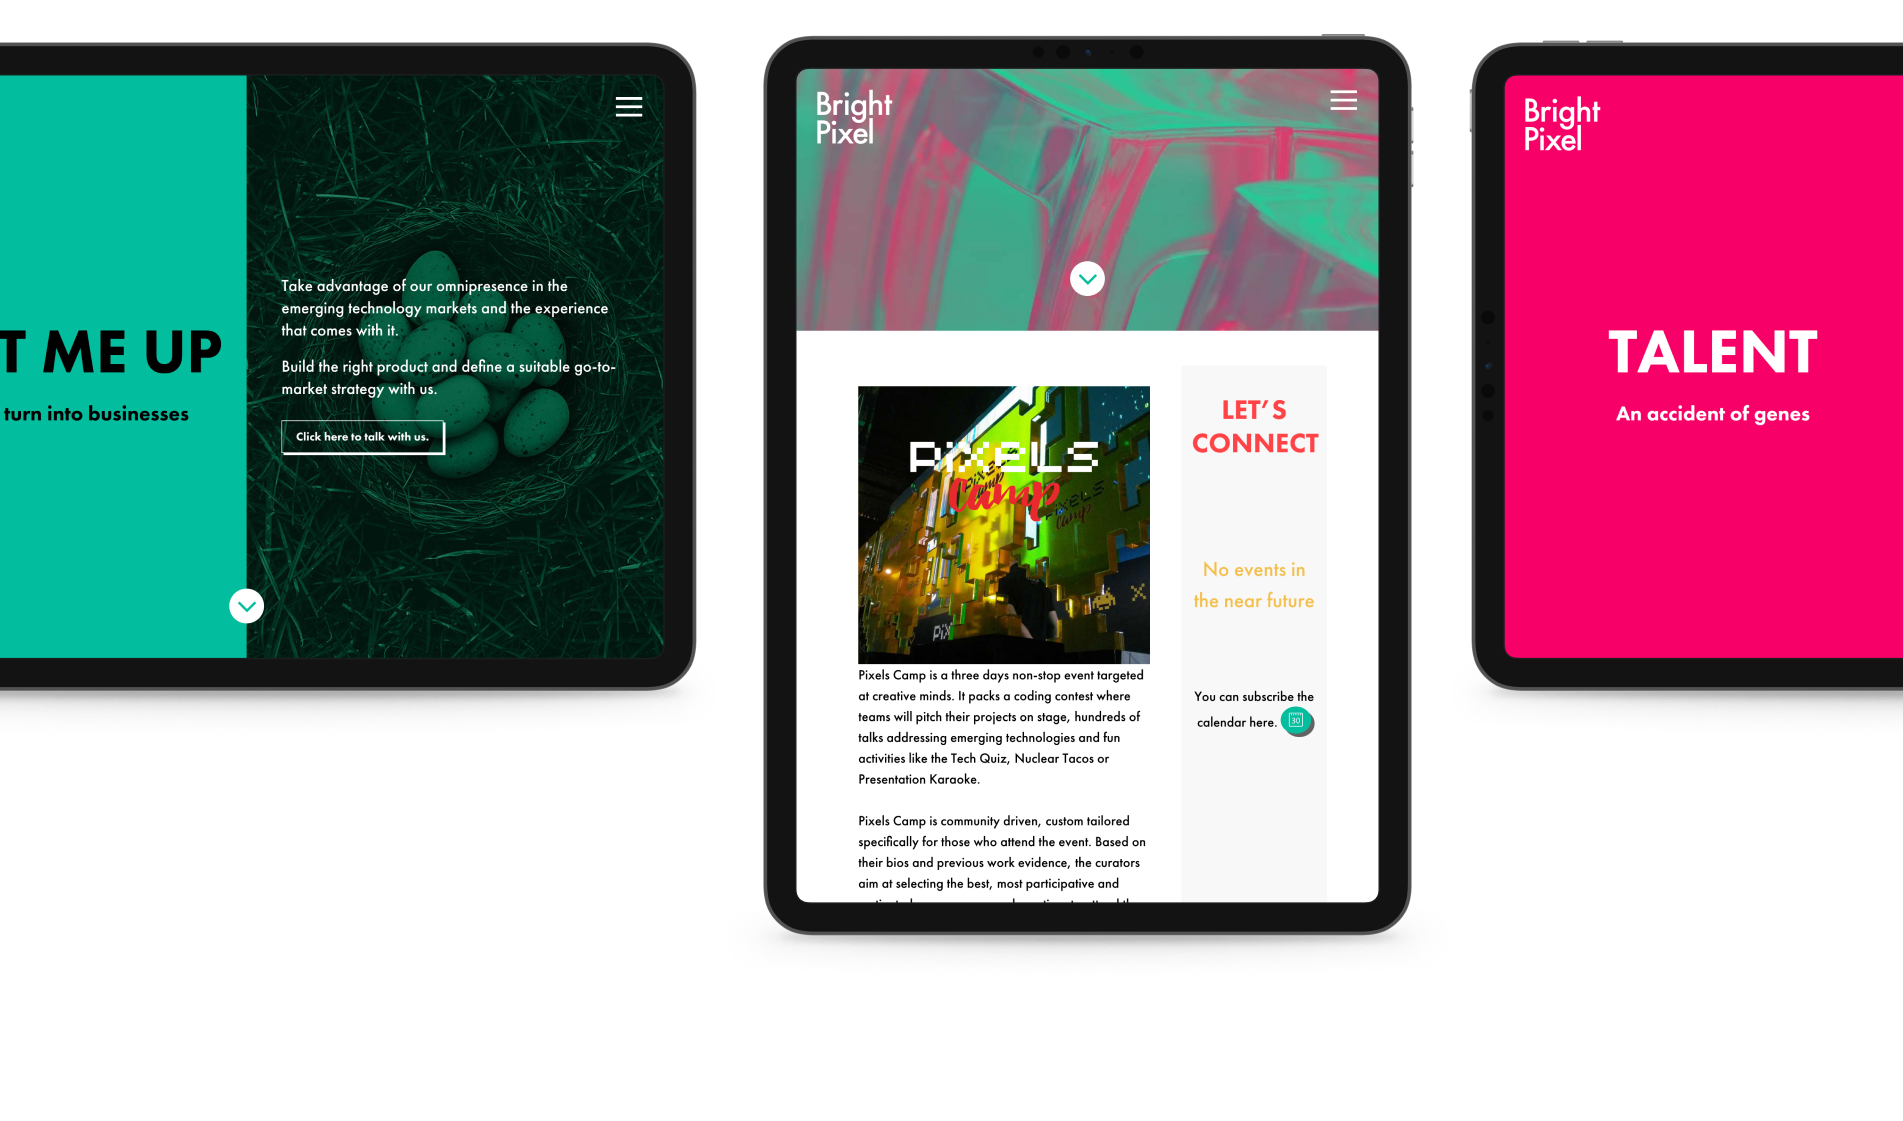 T ME UP
turn into businesses
Take advantage of our omnipresence in the
emerging technology markets and the experience
that comes with it.
Build the right product and define a suitable go-to-
market strategy with us.
Click here to talk with us.
Bright
Pixel
pixels
Camp
LET'S
CONNECT
No events in
the near future
You can subscribe the
calendar here.
30
Pixels Camp is a three days non-stop event targeted
at creative minds. It packs a coding contest where
teams will pitch their projects on stage, hundreds of
talks addressing emerging technologies and fun
activities like the Tech Quiz, Nuclear Tacos or
Presentation Karaoke.
Pixels Camp is community driven, custom tailored
specifically for those who attend the event. Based on
their bios and previous work evidence, the curators
aim at selecting the best, most participative and
Bright
Pixel
TALENT
An accident of genes